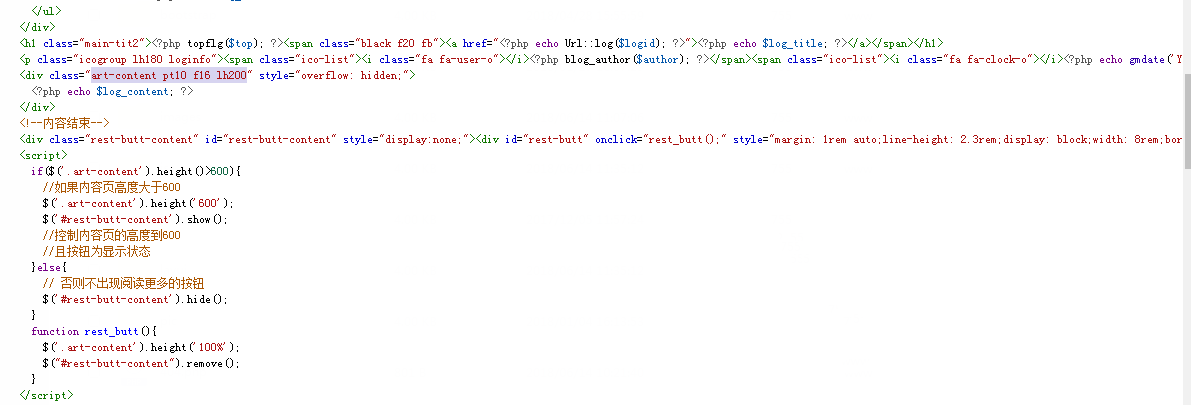 </ul>
</div>
<h1 class="main-tit2"><?php topflg($top); ?><span class="black f20 fb"><a href="<?php echo Url::log($logid); ?>"><?php echo $log_title; ?></a></span></h1>
<p class="icogroup lh180 loginfo"><span class="ico-list"><i class="fa fa-user-o"></i><?php blog_author($author); ?></span><span class="ico-list"><i class="fa fa-clock-o"></i><?php echo gmdate('Y
<div class="art-content pt10 f16 lh200" style="overflow: hidden;">
<?php echo $log_content; ?>
</div>
<!--内容结束-->
<div class="rest-butt-content" id="rest-butt-content" style="display:none;"><div id="rest-butt" onclick="rest_butt();" style="margin: 1rem auto;line-height: 2.3rem;display: block;width: 8rem;bor
<script>
if($('.art-content').height()>600){
//如果内容页高度大于600
$('.art-content').height('600');
$('#rest-butt-content').show();
//控制内容页的高度到600
//且按钮为显示状态
}else{
// 否则不出现阅读更多的按钮
$('#rest-butt-content').hide();
}
function rest_butt(){
$('.art-content').height('100%');
$("#rest-butt-content").remove();
}
</script>